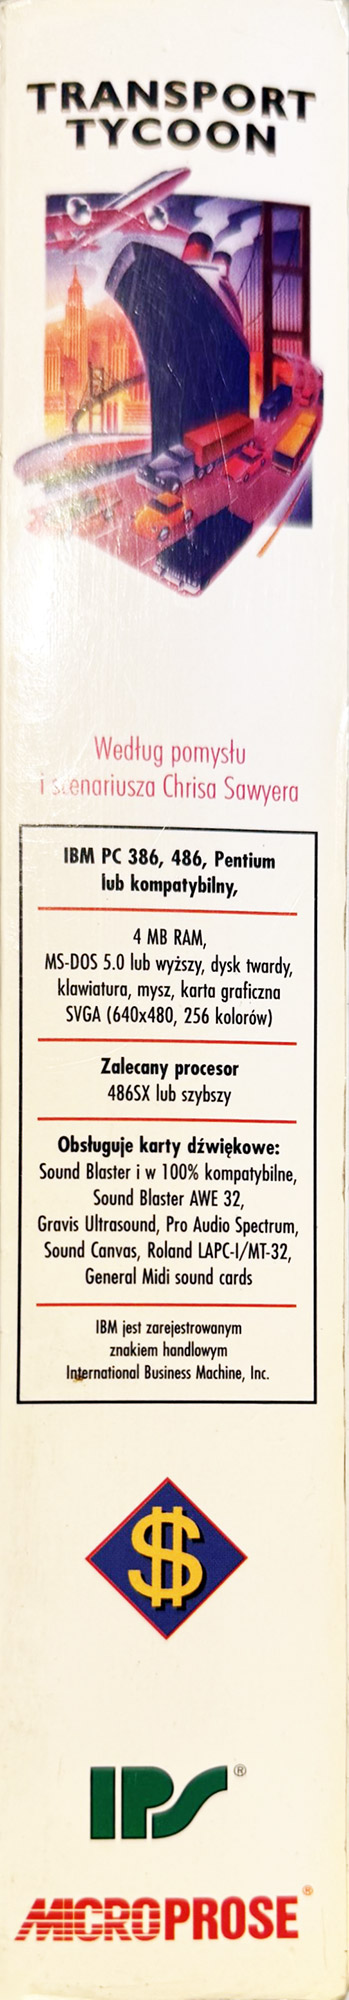 TRANSPORT
TYCOON
Według pomysłu
i scenariusza Chrisa Sawyera
IBM PC 386, 486, Pentium
lub kompatybilny,
4 MB RAM,
MS-DOS 5.0 lub wyższy, dysk twardy,
klawiatura, mysz, karta graficzna
SVGA (640x480, 256 kolorów)
Zalecany procesor
486SX lub szybszy
Obsługuje karty dźwiękowe:
Sound Blaster i w 100% kompatybilne,
Sound Blaster AWE 32,
Gravis Ultrasound, Pro Audio Spectrum,
Sound Canvas, Roland LAPC-I/MT-32,
General Midi sound cards
IBM jest zarejestrowanym
znakiem handlowym
International Business Machine, Inc.
$
IPS®
MICROPROSE®